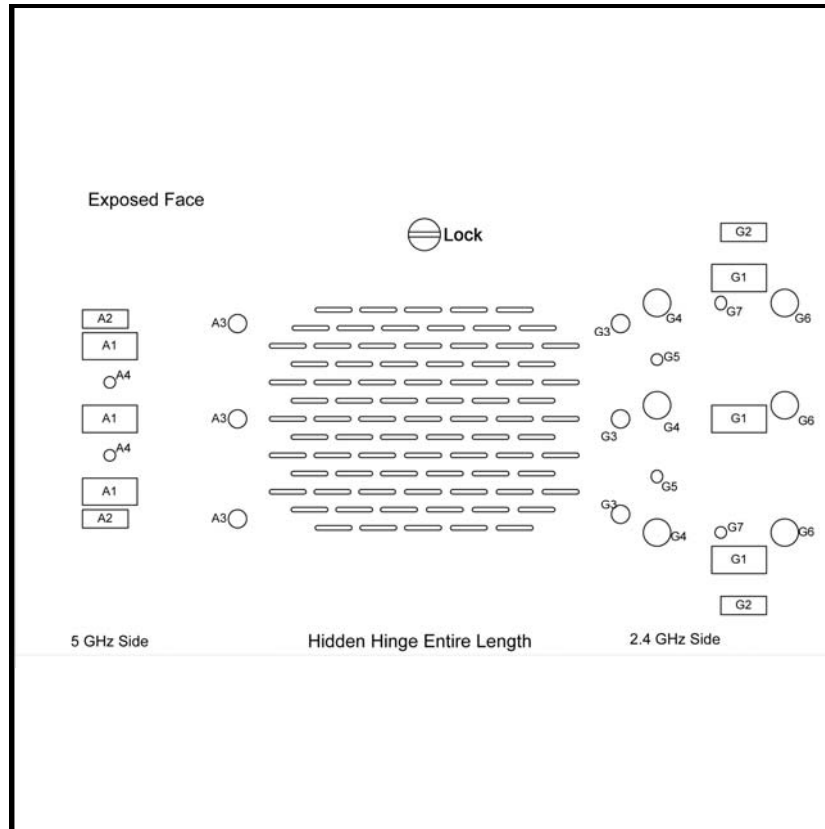 Exposed Face
Lock
G2
G1
A2
A3
G3
G4
G7
G6
A1
A4
G5
A1
A3
G3
G4
G1
G6
A4
G5
A1
A2
A3
G3
G4
G7
G6
G1
G2
5 GHz Side
Hidden Hinge Entire Length
2.4 GHz Side